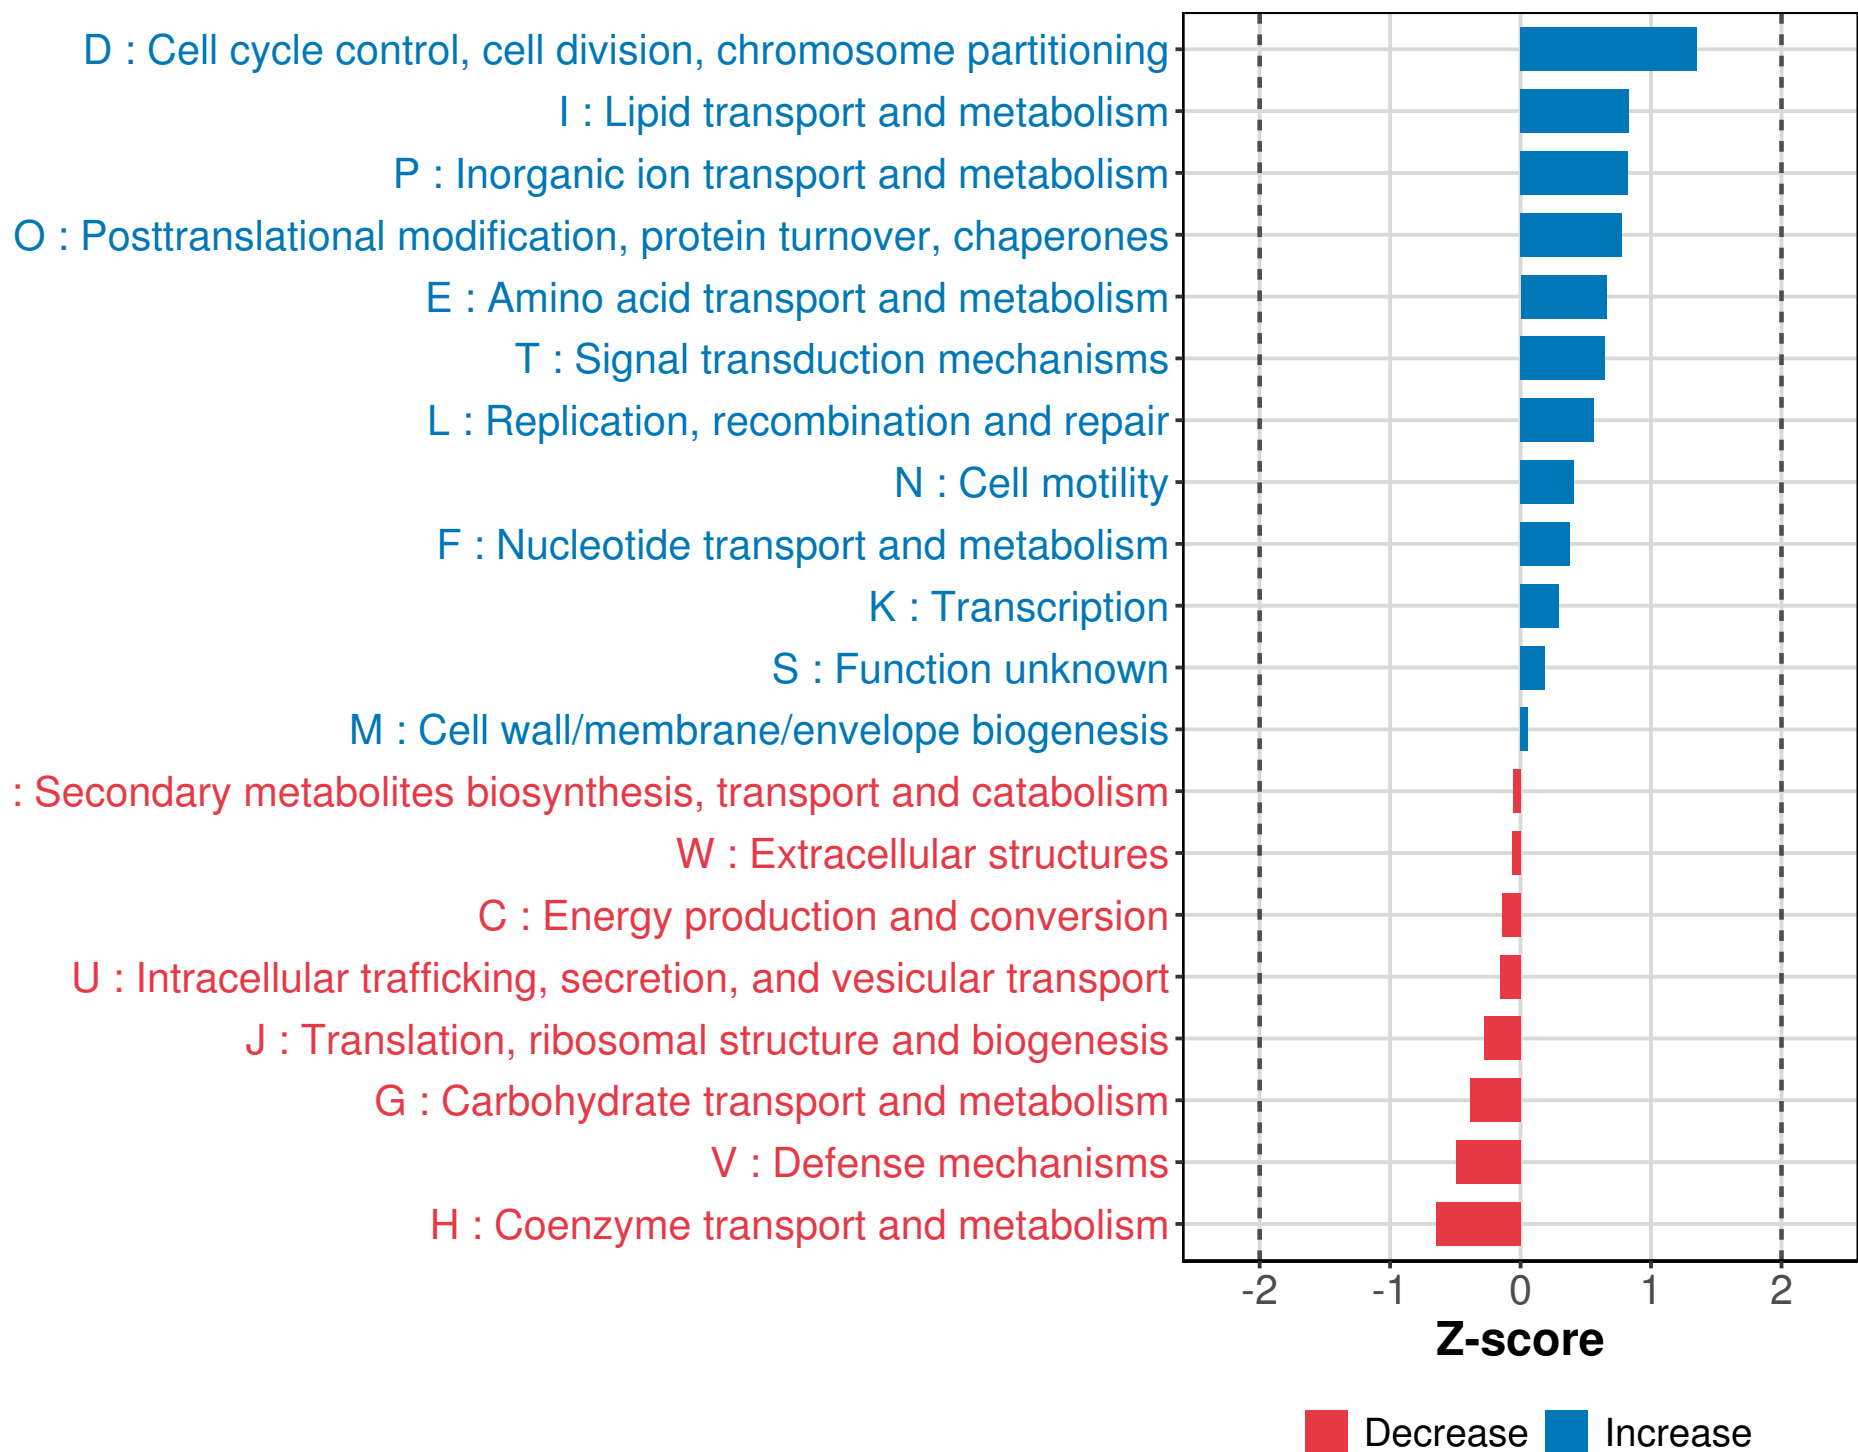 D : Cell cycle control, cell division, chromosome partitioning
I : Lipid transport and metabolism
P : Inorganic ion transport and metabolism
O : Posttranslational modification, protein turnover, chaperones
E : Amino acid transport and metabolism
T : Signal transduction mechanisms
L : Replication, recombination and repair
N : Cell motility
F : Nucleotide transport and metabolism
K : Transcription
S : Function unknown
M : Cell wall/membrane/envelope biogenesis
: Secondary metabolites biosynthesis, transport and catabolism
W : Extracellular structures
C : Energy production and conversion
U : Intracellular trafficking, secretion, and vesicular transport
J : Translation, ribosomal structure and biogenesis
G : Carbohydrate transport and metabolism
V : Defense mechanisms
H : Coenzyme transport and metabolism
-2 -1 0 1 2
Z-score
Decrease Increase